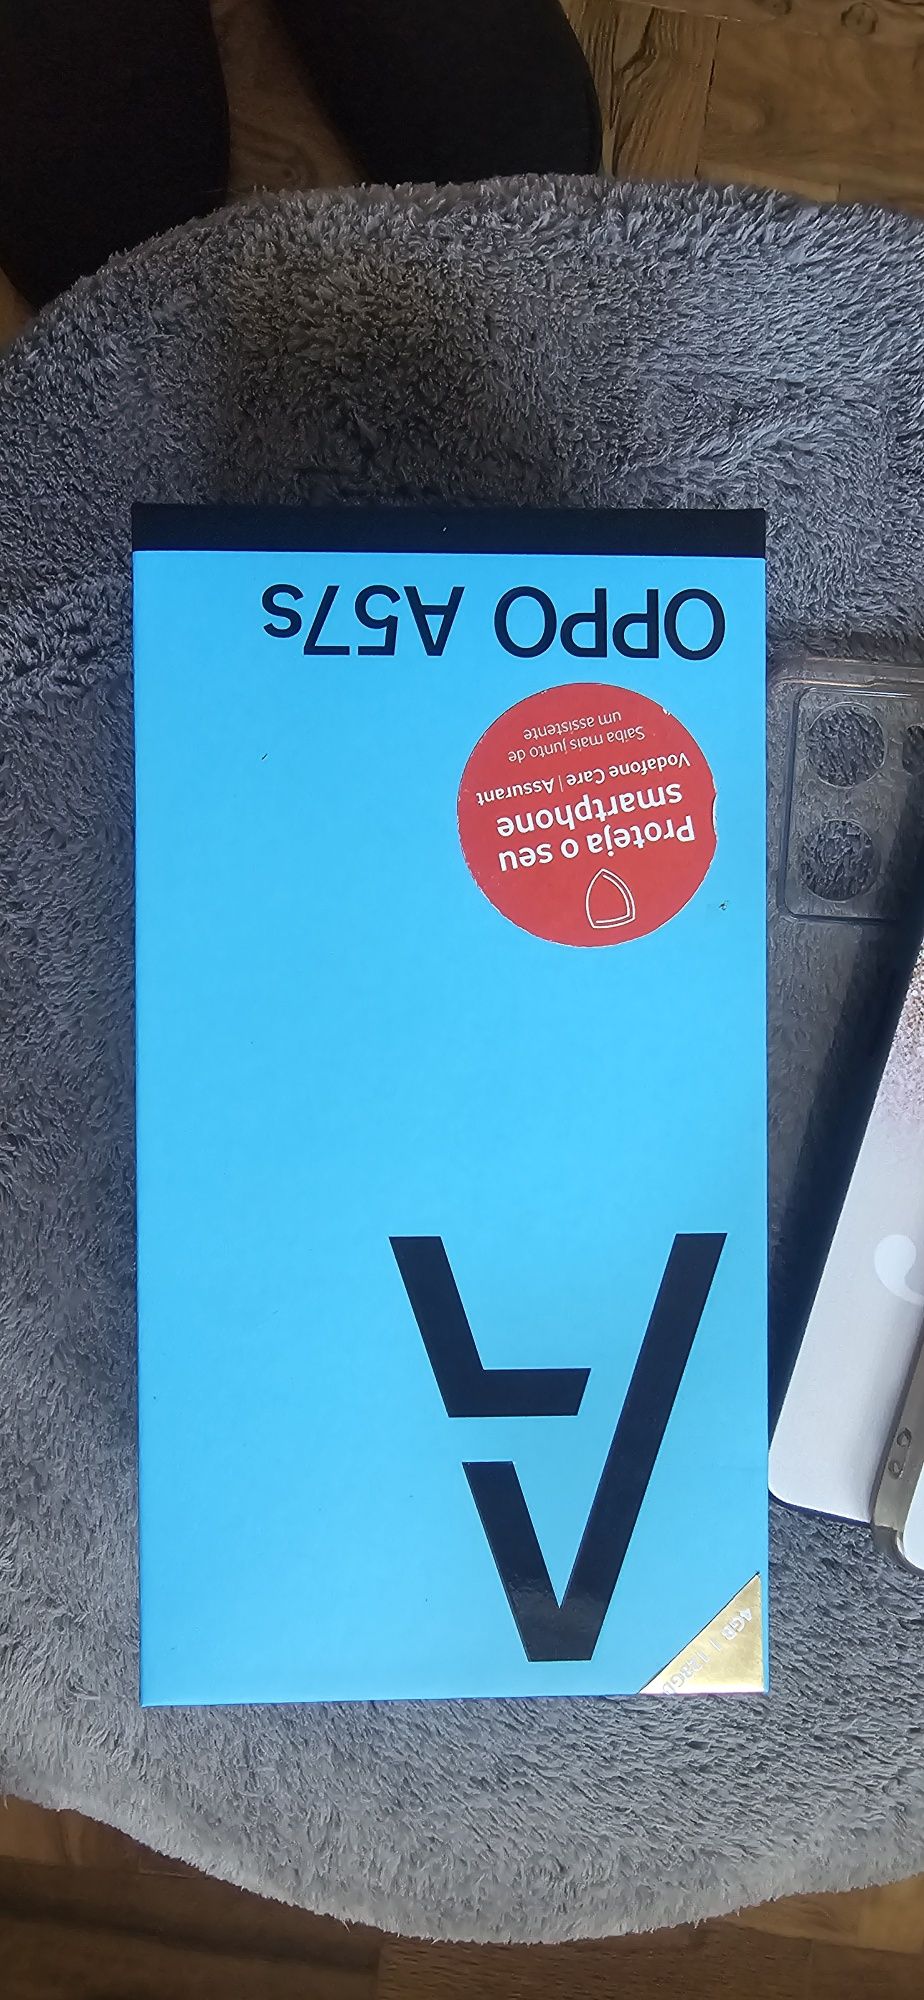 4GB | 128GB
A
Proteja o seu
smartphone
Vodafone Care | Assurant
Saiba mais junto de
um assistente
OPPO A57s